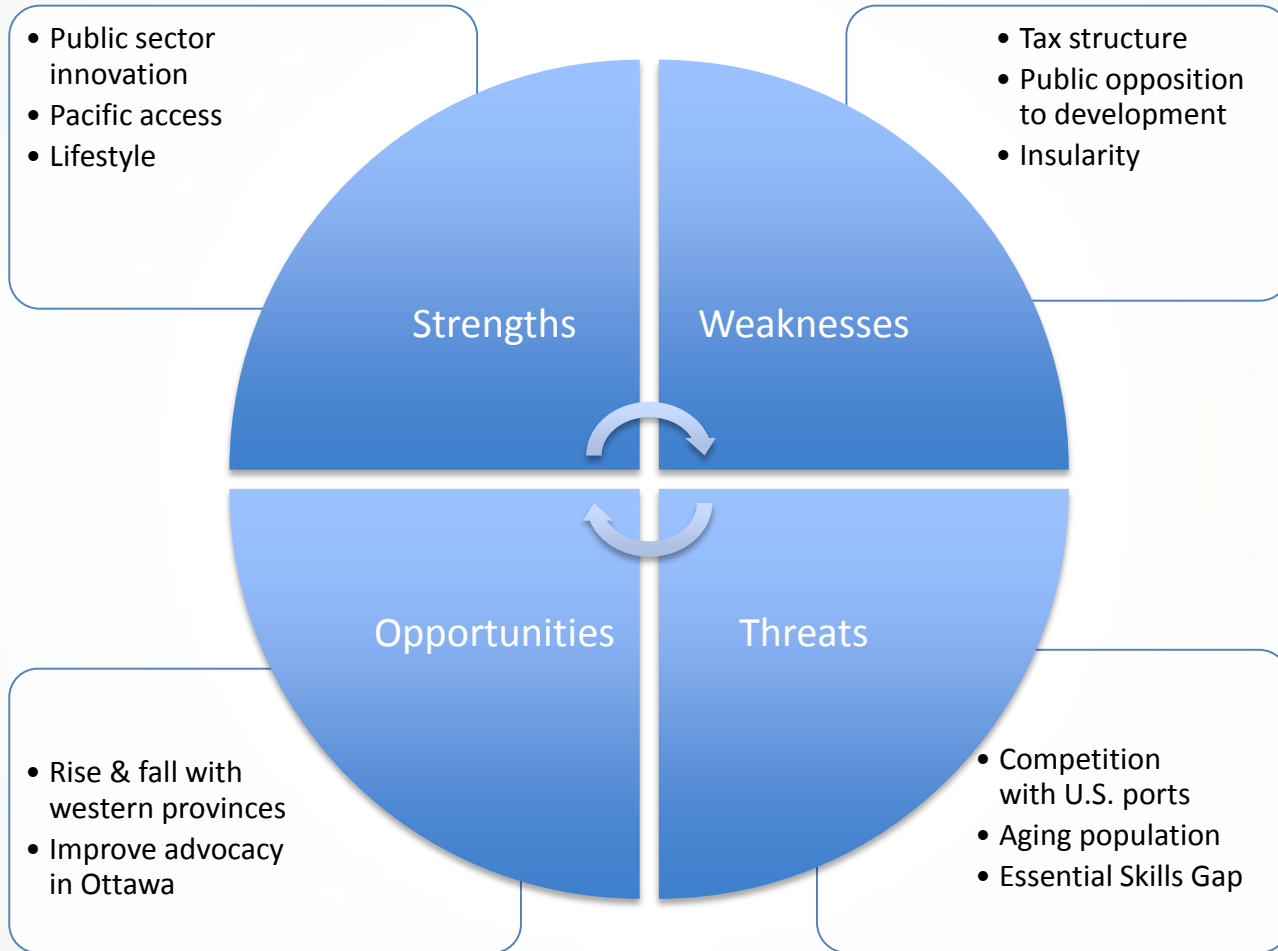 • Public sector
innovation
• Pacific access
• Lifestyle
• Tax structure
• Public opposition
to development
• Insularity
Strengths
Weaknesses
Opportunities
Threats
• Rise & fall with
western provinces
• Improve advocacy
in Ottawa
• Competition
with U.S. ports
• Aging population
• Essential Skills Gap